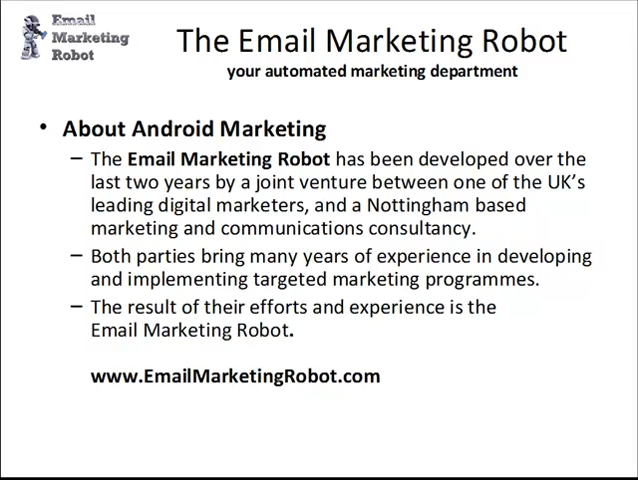 Email
Marketing
Robot
The Email Marketing Robot
your automated marketing department
• About Android Marketing
– The Email Marketing Robot has been developed over the
last two years by a joint venture between one of the UK's
leading digital marketers, and a Nottingham based
marketing and communications consultancy.
– Both parties bring many years of experience in developing
and implementing targeted marketing programmes.
– The result of their efforts and experience is the
Email Marketing Robot.
www.EmailMarketingRobot.com